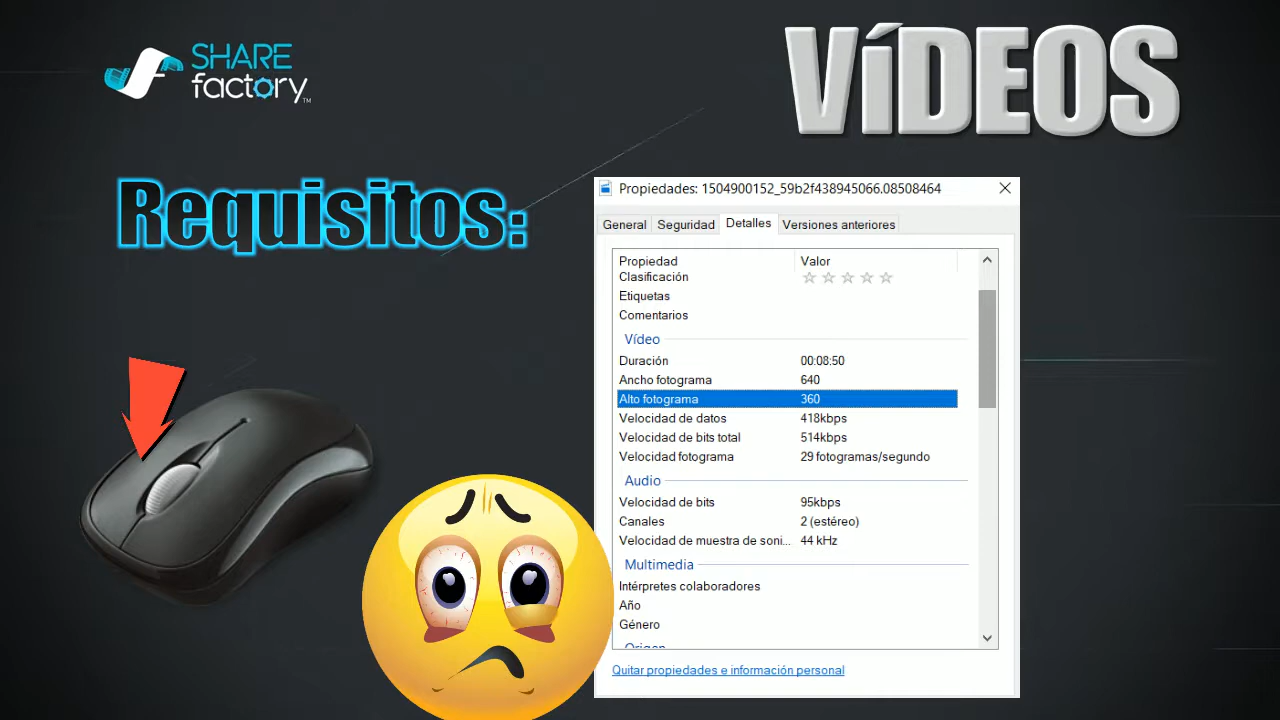 SHARE
factory™
VíDEOS
Requisitos:
Propiedades: 1504900152_59b2f438945066.08508464
General Seguridad Detalles Versiones anteriores
Propiedad Valor
Clasificación
Etiquetas
Comentarios
Vídeo
Duración 00:08:50
Ancho fotograma 640
Alto fotograma 360
Velocidad de datos 418kbps
Velocidad de bits total 514kbps
Velocidad fotograma 29 fotogramas/segundo
Audio
Velocidad de bits 95kbps
Canales 2 (estéreo)
Velocidad de muestra de soni... 44 kHz
Multimedia
Intérpretes colaboradores
Año
Género
Origen
Quitar propiedades e información personal